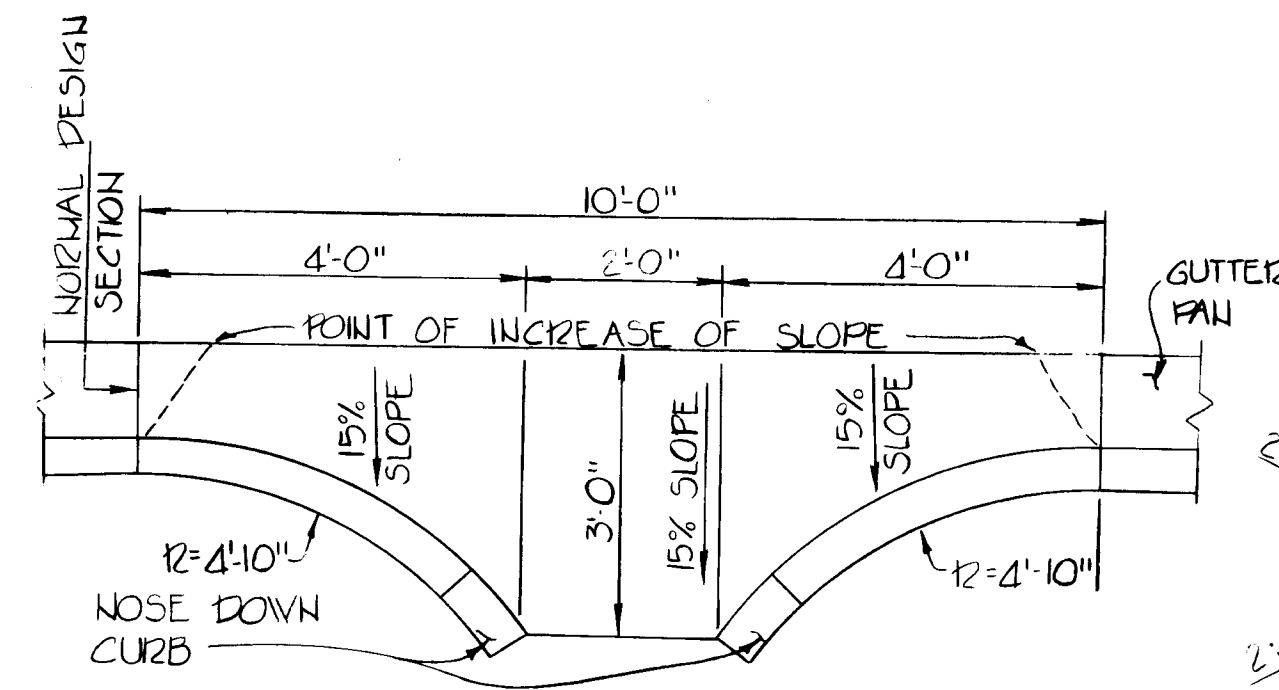 NORMAL DESIGN
SECTION
10'-0"
4'-0"
2'-0"
4'-0"
GUTTER
PAN
POINT OF INCREASE OF SLOPE
15%
SLOPE
3'-0"
15% SLOPE
15%
SLOPE
R=4'-10"
R=4'-10"
NOSE DOWN
CURB